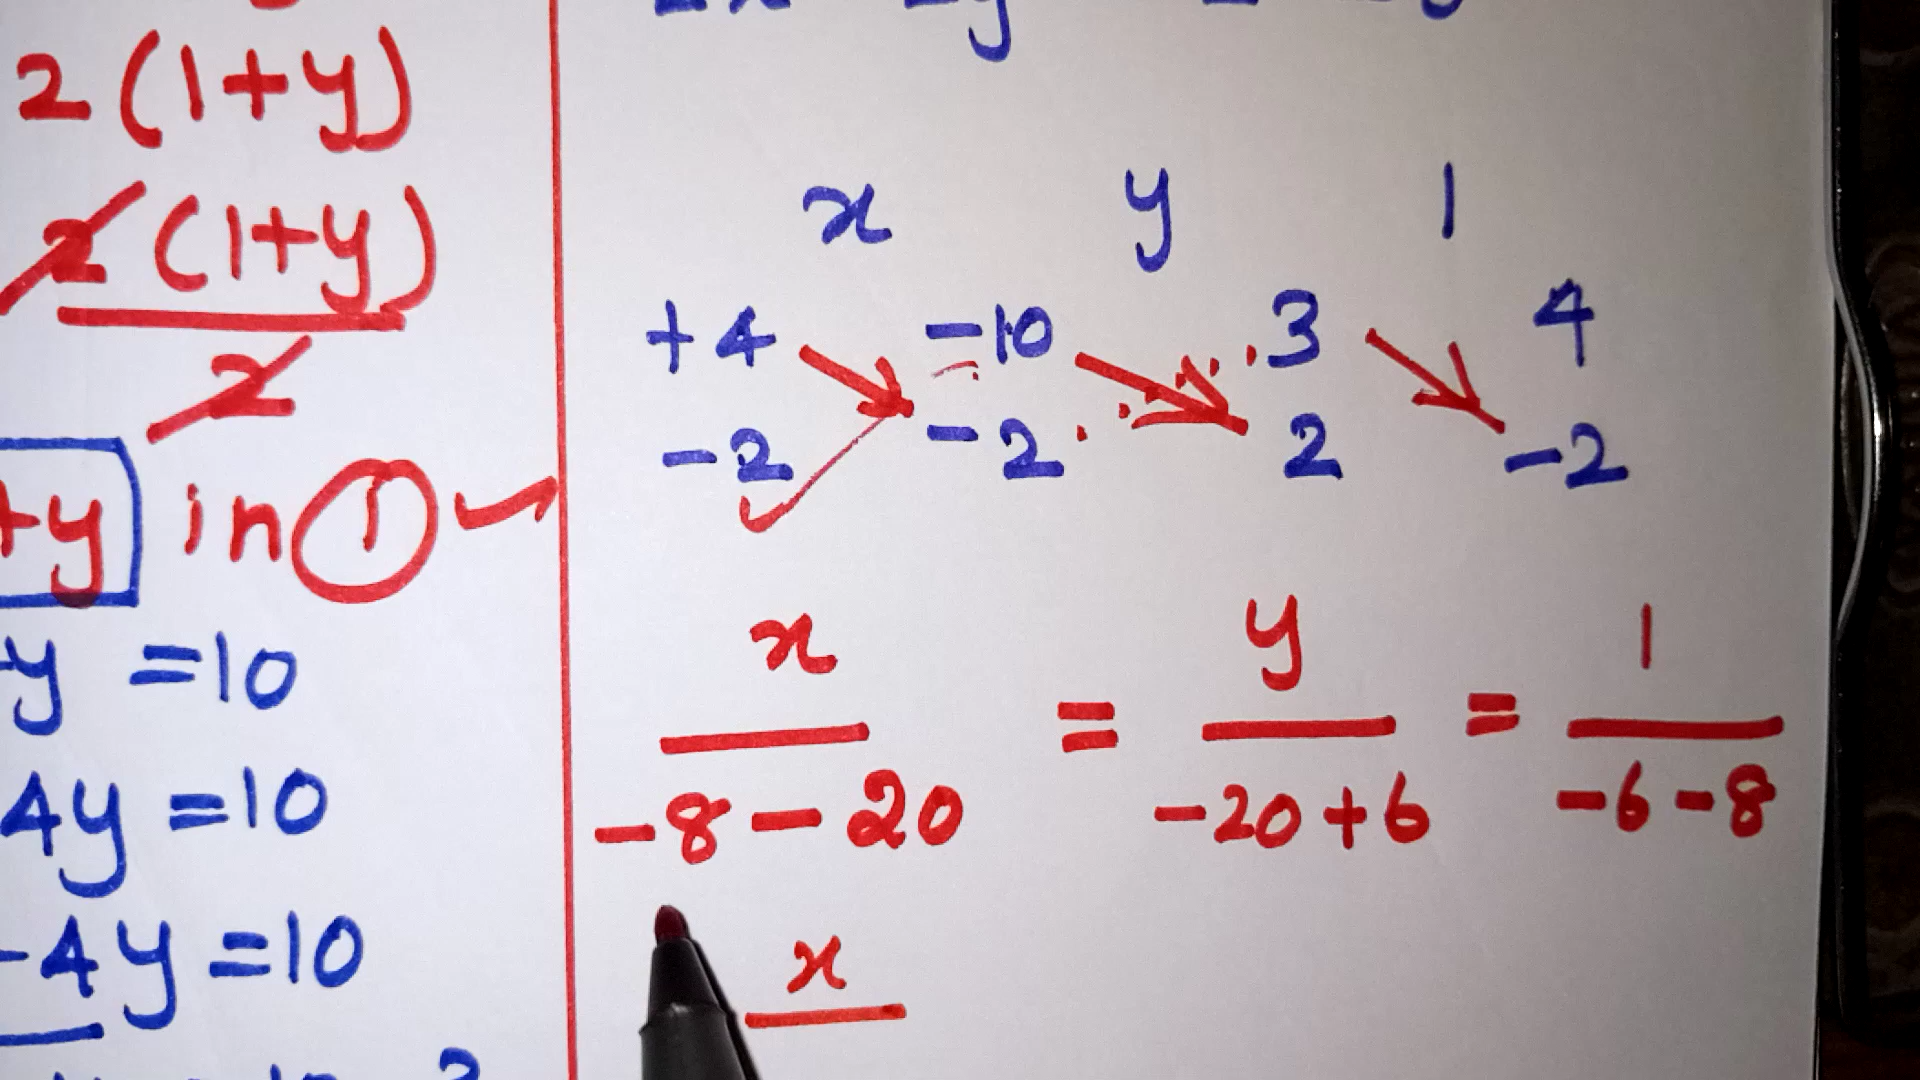 2(1+y)
2(1+y)
2
+y in 1
y =10
4y =10
-4y =10
x y 1
+4 -10 3 4
-2 -2 2 -2
x = y = 1
-8-20 -20+6 -6-8
x